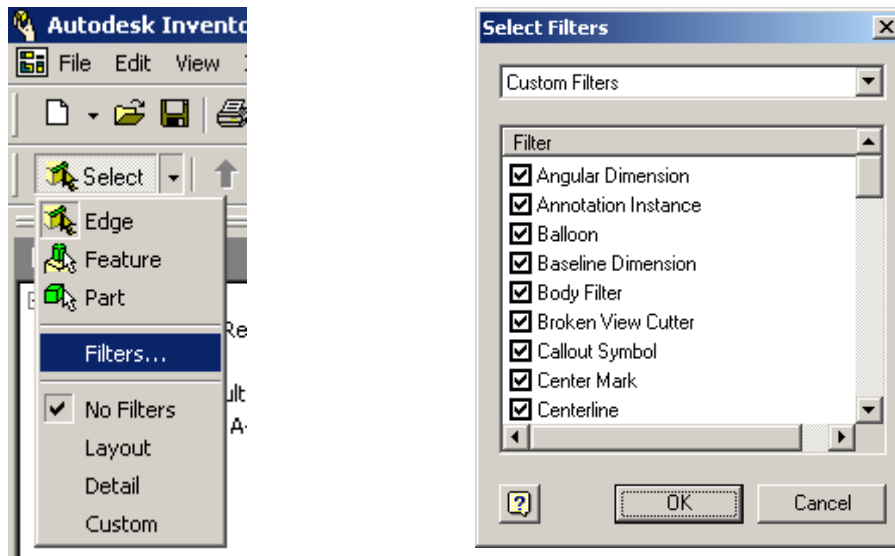 Autodesk Invento
File Edit View
Select
Edge
Feature
Part
Re
Filters...
ult
No Filters
A
Layout
Detail
Custom
Select Filters
Custom Filters
Filter
Angular Dimension
Annotation Instance
Balloon
Baseline Dimension
Body Filter
Broken View Cutter
Callout Symbol
Center Mark
Centerline
OK Cancel